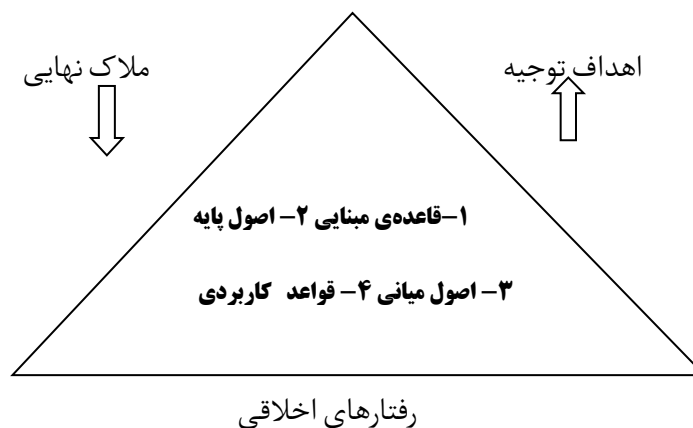 اهداف توجیه
ملاک نهایی
۱–قاعده‌ی مبنایی ۲– اصول پایه
۳– اصول میانی ۴– قواعد کاربردی
رفتارهای اخلاقی